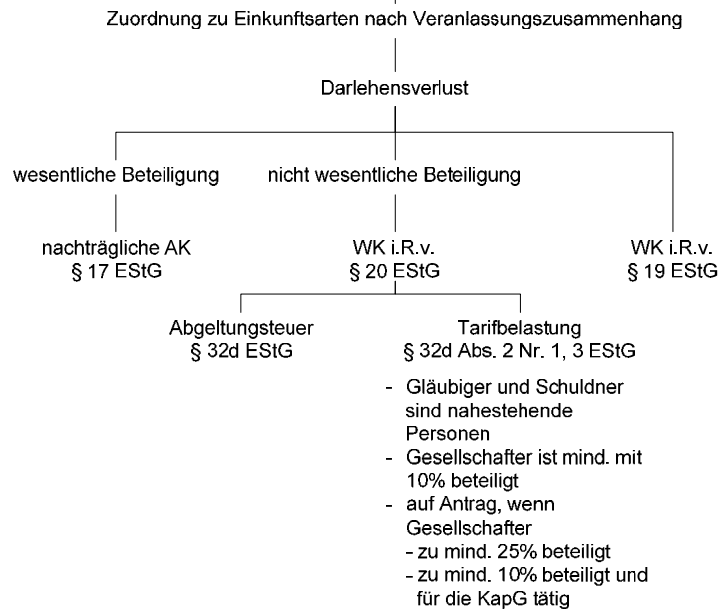 Zuordnung zu Einkunftsarten nach Veranlassungszusammenhang
Darlehensverlust
wesentliche Beteiligung
nicht wesentliche Beteiligung
nachträgliche AK
§ 17 EStG
WK i.R.v.
§ 20 EStG
WK i.R.v.
§ 19 EStG
Abgeltungsteuer
§ 32d EStG
Tarifbelastung
§ 32d Abs. 2 Nr. 1, 3 EStG
- Gläubiger und Schuldner
sind nahestehende
Personen
- Gesellschafter ist mind. mit
10% beteiligt
- auf Antrag, wenn
Gesellschafter
- zu mind. 25% beteiligt
- zu mind. 10% beteiligt und
für die KapG tätig